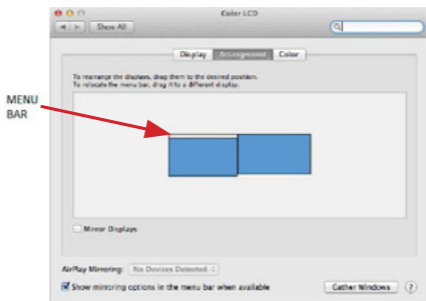 Color LCD
Show All
Display Arrangement Color
To rearrange the displays, drag them to the desired position.
To relocate the menu bar, drag it to a different display.
MENU
BAR
Mirror Displays
AirPlay Mirroring: No Devices Detected
Show mirroring options in the menu bar when available
Gather Windows ?